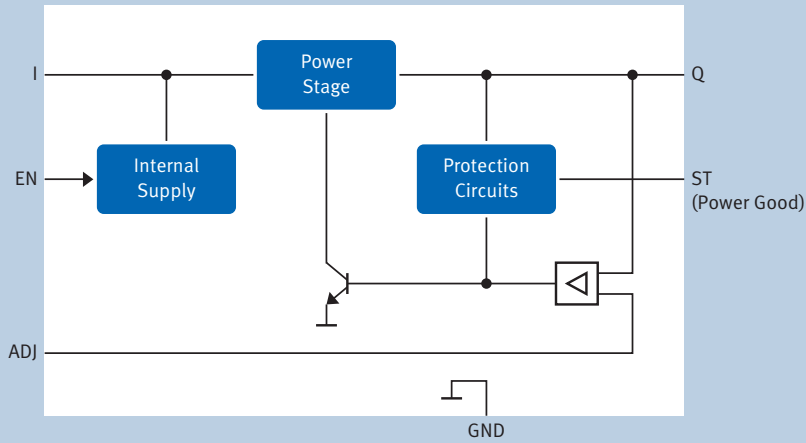 I
Power
Stage
Q
EN
Internal
Supply
Protection
Circuits
ST
(Power Good)
ADJ
GND